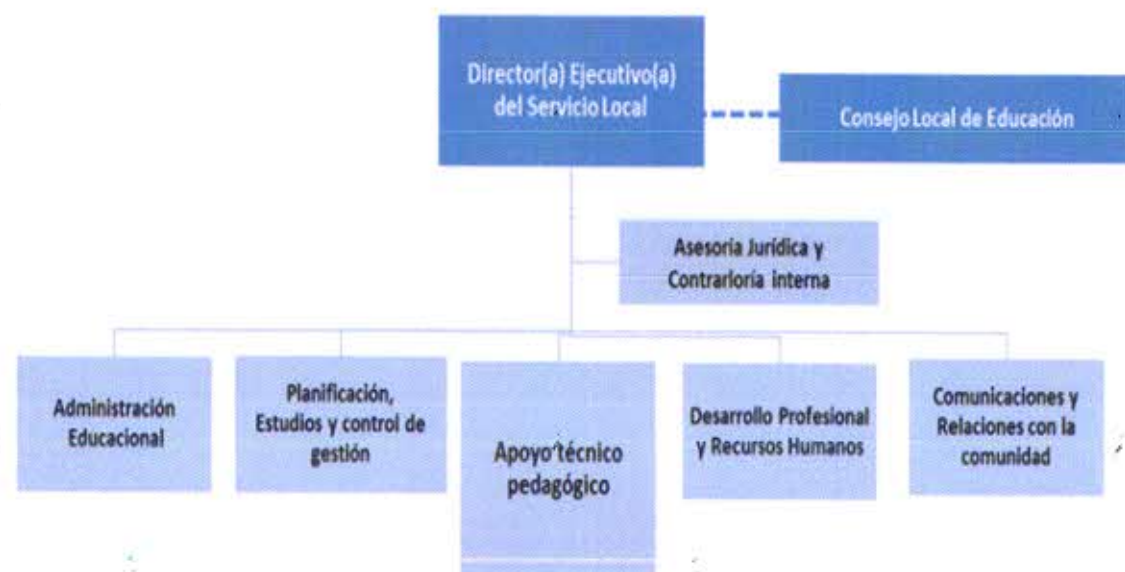 Director(a) Ejecutivo(a)
del Servicio Local
Consejo Local de Educación
Asesoría Jurídica y
Contrarloría interna
Administración
Educacional
Planificación,
Estudios y control de
gestión
Apoyo técnico
pedagógico
Desarrollo Profesional
y Recursos Humanos
Comunicaciones y
Relaciones con la
comunidad